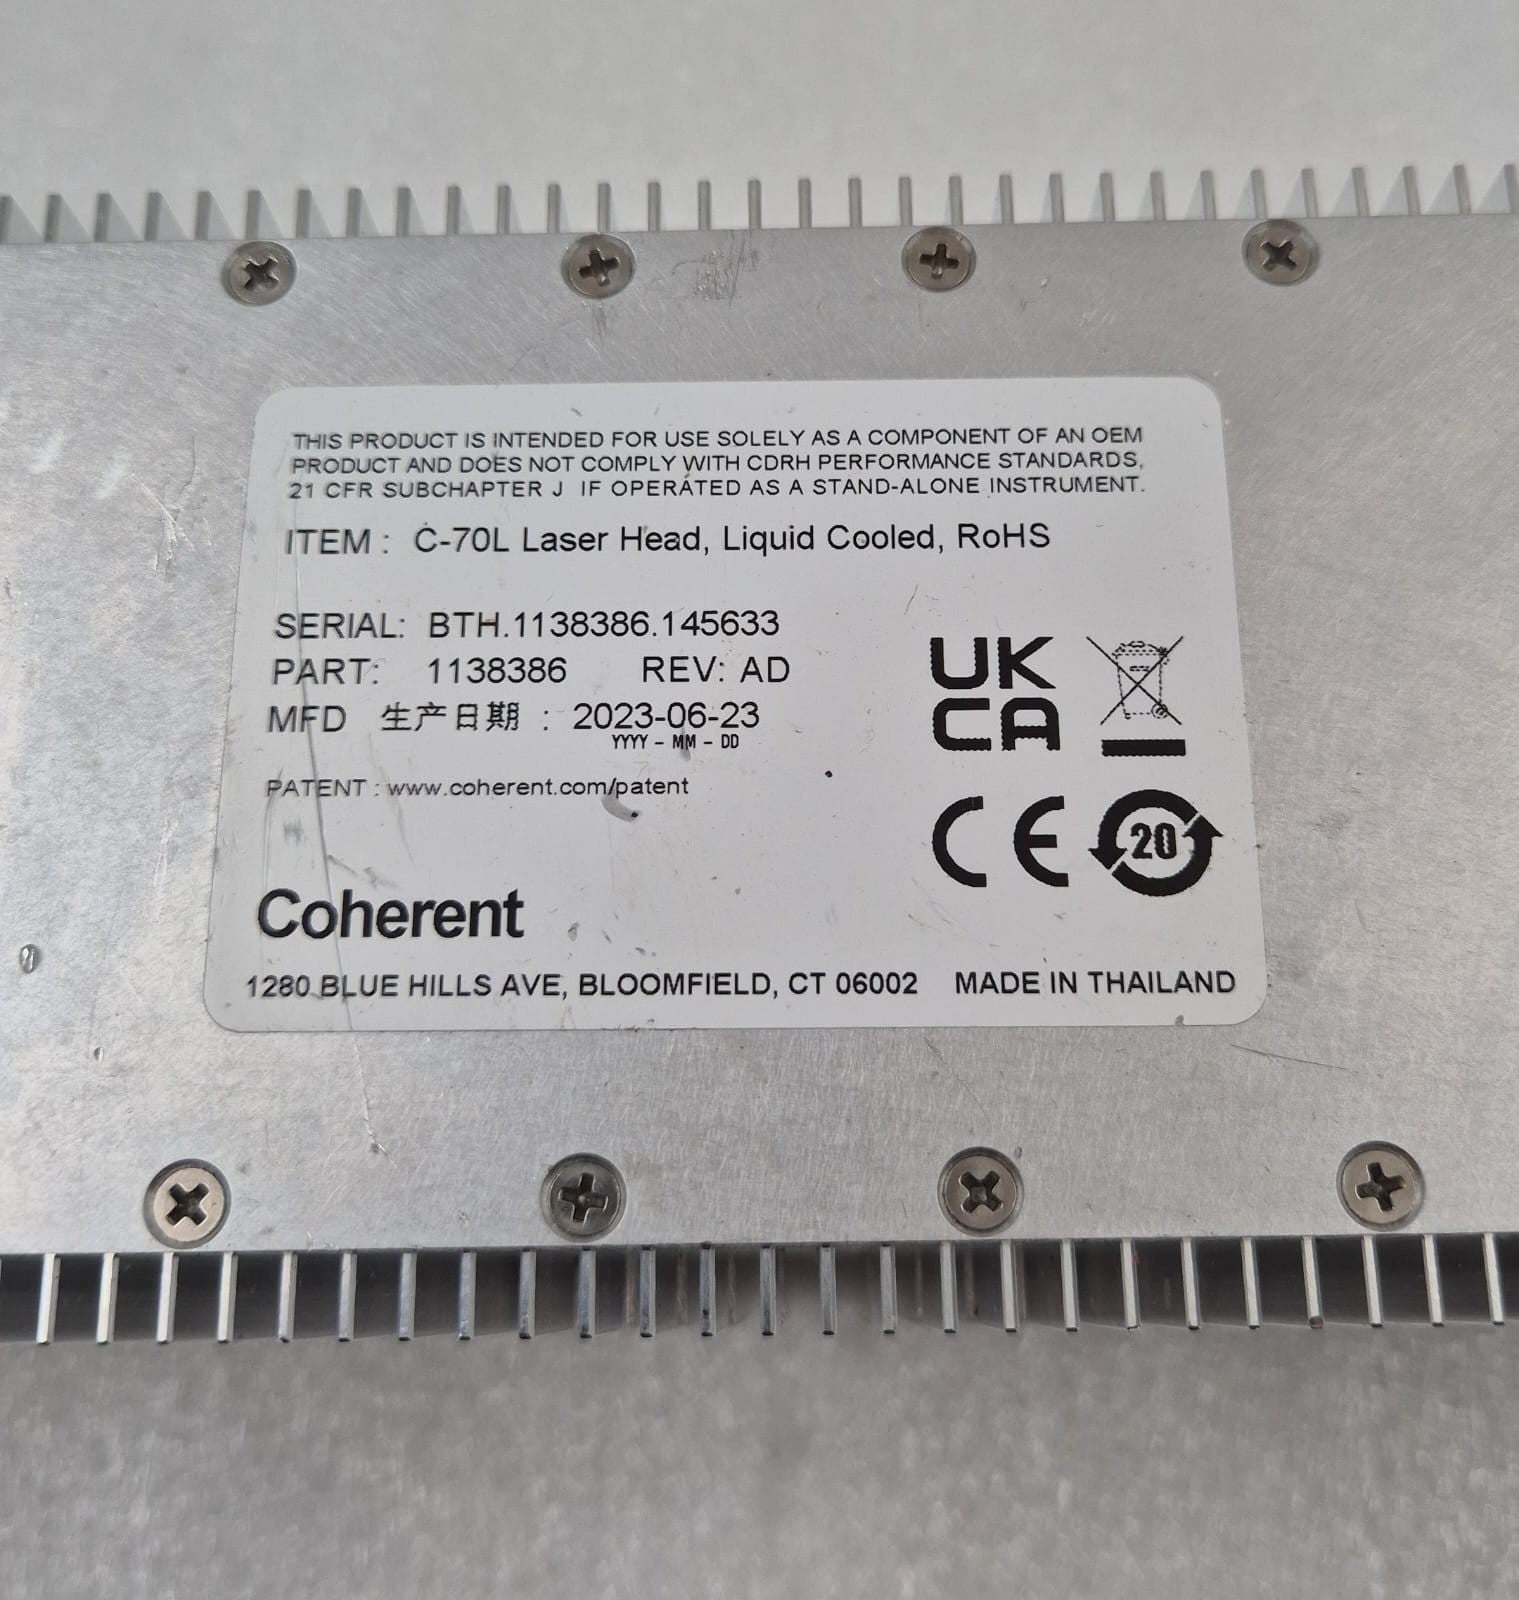 THIS PRODUCT IS INTENDED FOR USE SOLELY AS A COMPONENT OF AN OEM
PRODUCT AND DOES NOT COMPLY WITH CDRH PERFORMANCE STANDARDS,
21 CFR SUBCHAPTER J IF OPERATED AS A STAND-ALONE INSTRUMENT.
ITEM : C-70L Laser Head, Liquid Cooled, RoHS
SERIAL: BTH.1138386.145633
PART: 1138386 REV: AD
MFD 生产日期 : 2023-06-23
YYYY - MM - DD
PATENT : www.coherent.com/patent
UK
CA
CE
20
Coherent
1280 BLUE HILLS AVE, BLOOMFIELD, CT 06002 MADE IN THAILAND